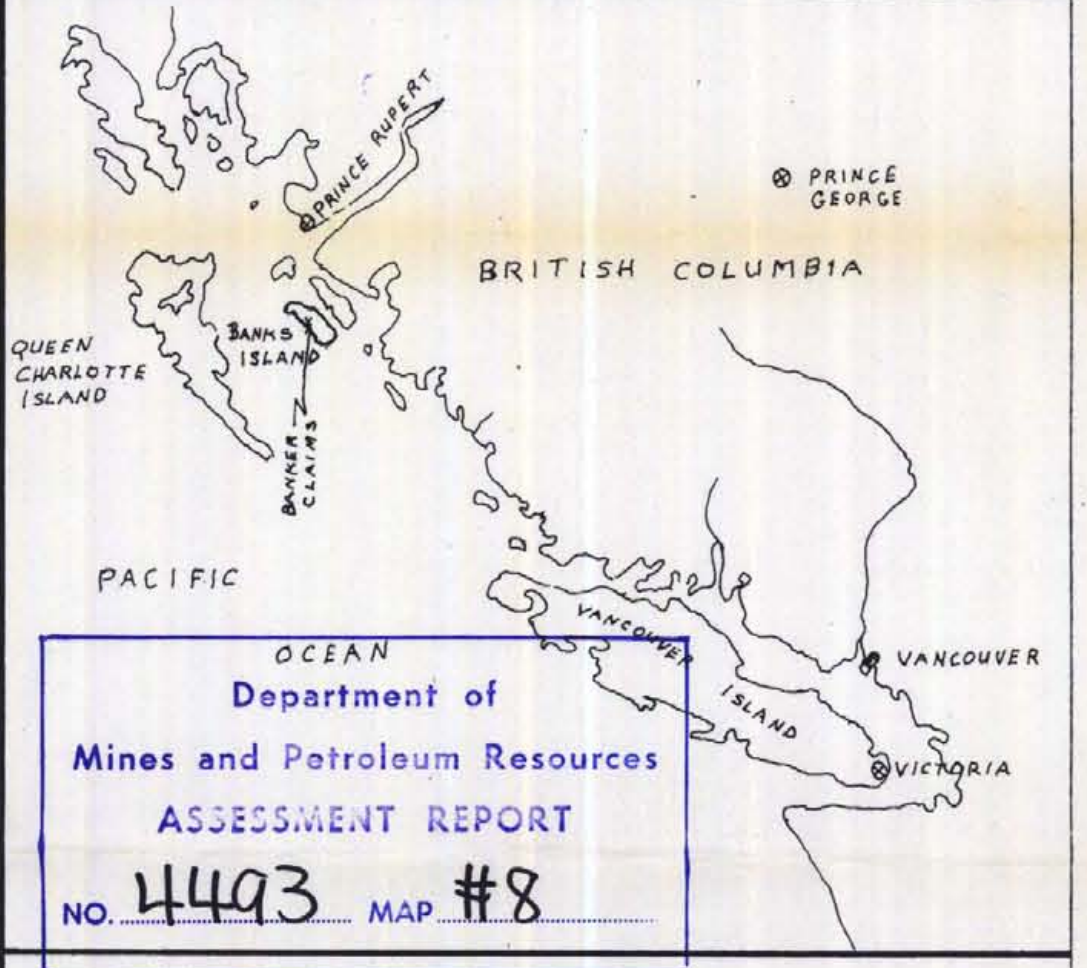 PRINCE RUPERT
PRINCE
GEORGE
BRITISH COLUMBIA
QUEEN
CHARLOTTE
ISLAND
BANKS
ISLAND
BANKER
CLAIMS
PACIFIC
OCEAN
VANCOUVER
ISLAND
VANCOUVER
VICTORIA
Department of
Mines and Petroleum Resources
ASSESSMENT REPORT
NO. 4493 MAP #8